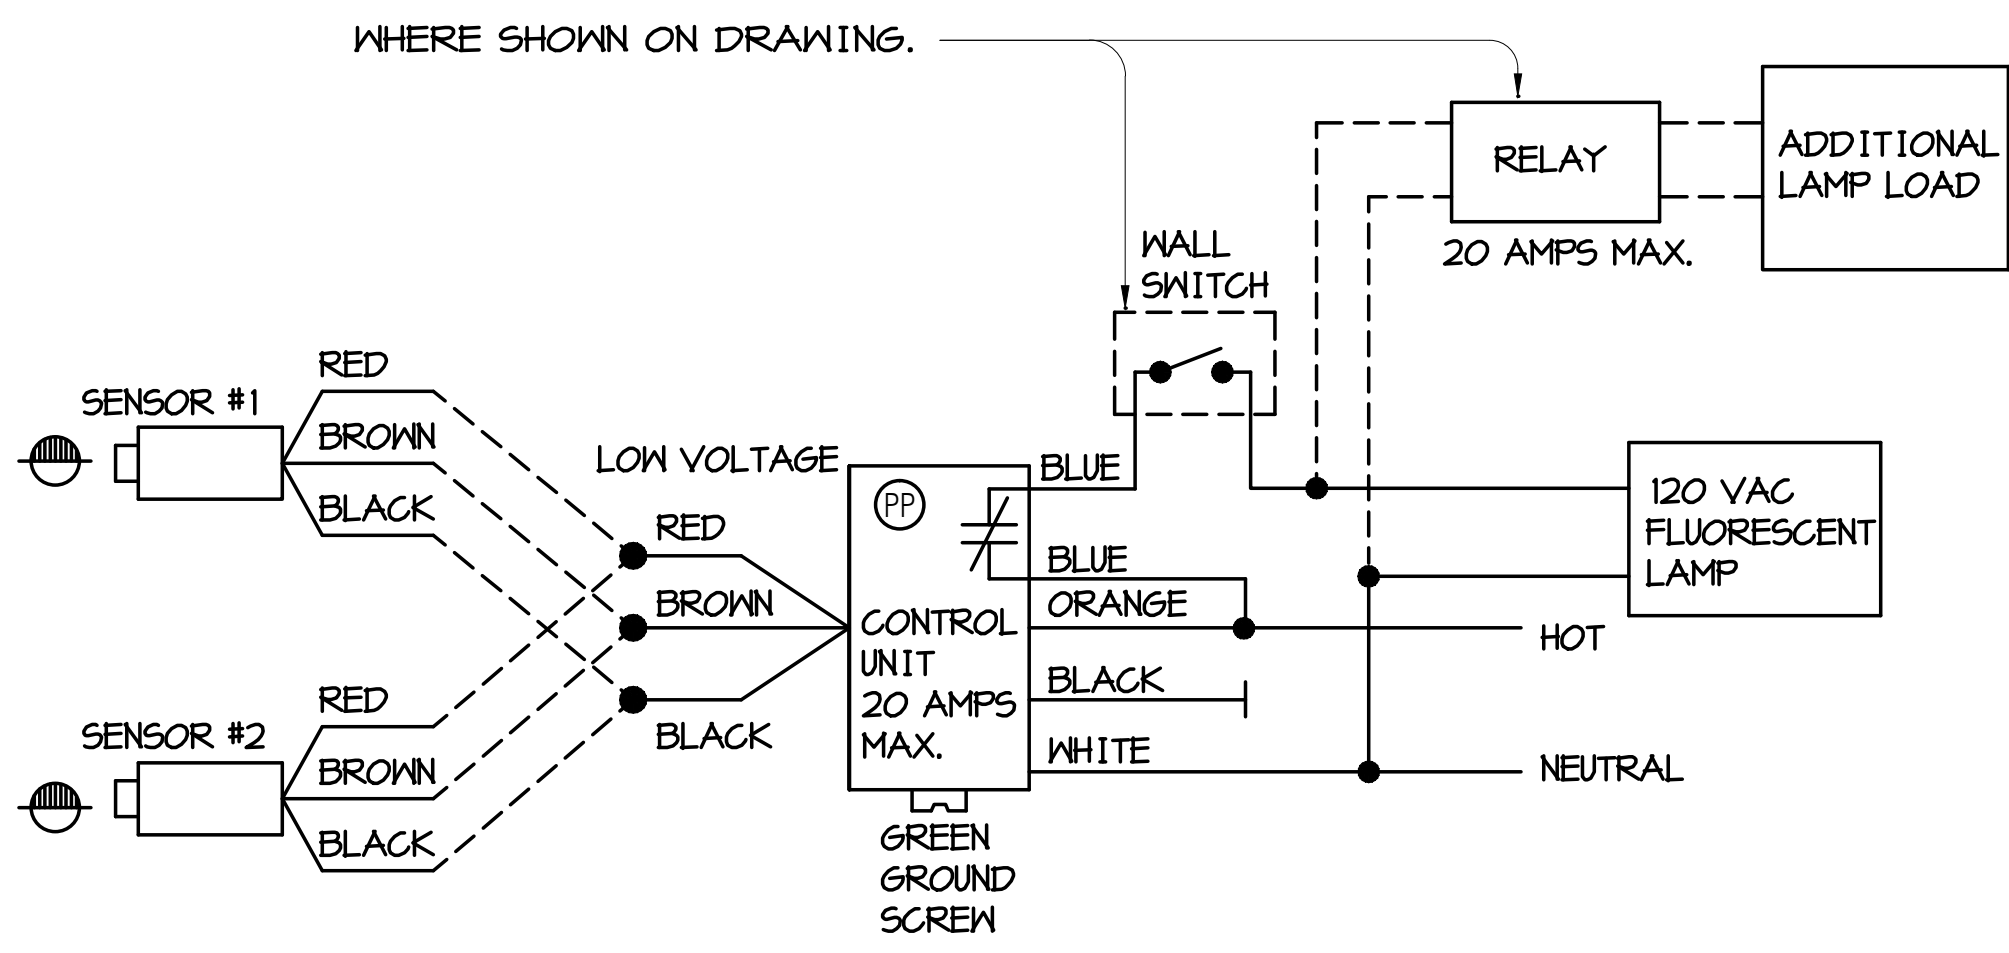 WHERE SHOWN ON DRAWING.
ADDITIONAL
LAMP LOAD
RELAY
20 AMPS MAX.
WALL
SWITCH
RED
SENSOR #1
BROWN
BLACK
LOW VOLTAGE
RED
BROWN
BLACK
PP
CONTROL
UNIT
20 AMPS
MAX.
BLUE
BLUE
ORANGE
BLACK
WHITE
120 VAC
FLUORESCENT
LAMP
HOT
NEUTRAL
RED
SENSOR #2
BROWN
BLACK
GREEN
GROUND
SCREW